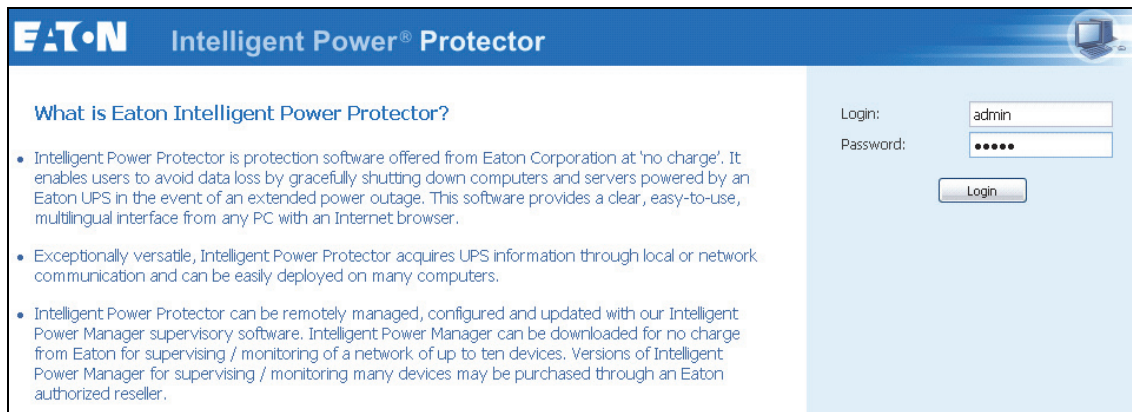 EATON Intelligent Power® Protector
What is Eaton Intelligent Power Protector?
Login: admin
Password: •••••
Login
• Intelligent Power Protector is protection software offered from Eaton Corporation at 'no charge'. It
enables users to avoid data loss by gracefully shutting down computers and servers powered by an
Eaton UPS in the event of an extended power outage. This software provides a clear, easy-to-use,
multilingual interface from any PC with an Internet browser.
• Exceptionally versatile, Intelligent Power Protector acquires UPS information through local or network
communication and can be easily deployed on many computers.
• Intelligent Power Protector can be remotely managed, configured and updated with our Intelligent
Power Manager supervisory software. Intelligent Power Manager can be downloaded for no charge
from Eaton for supervising / monitoring of a network of up to ten devices. Versions of Intelligent
Power Manager for supervising / monitoring many devices may be purchased through an Eaton
authorized reseller.